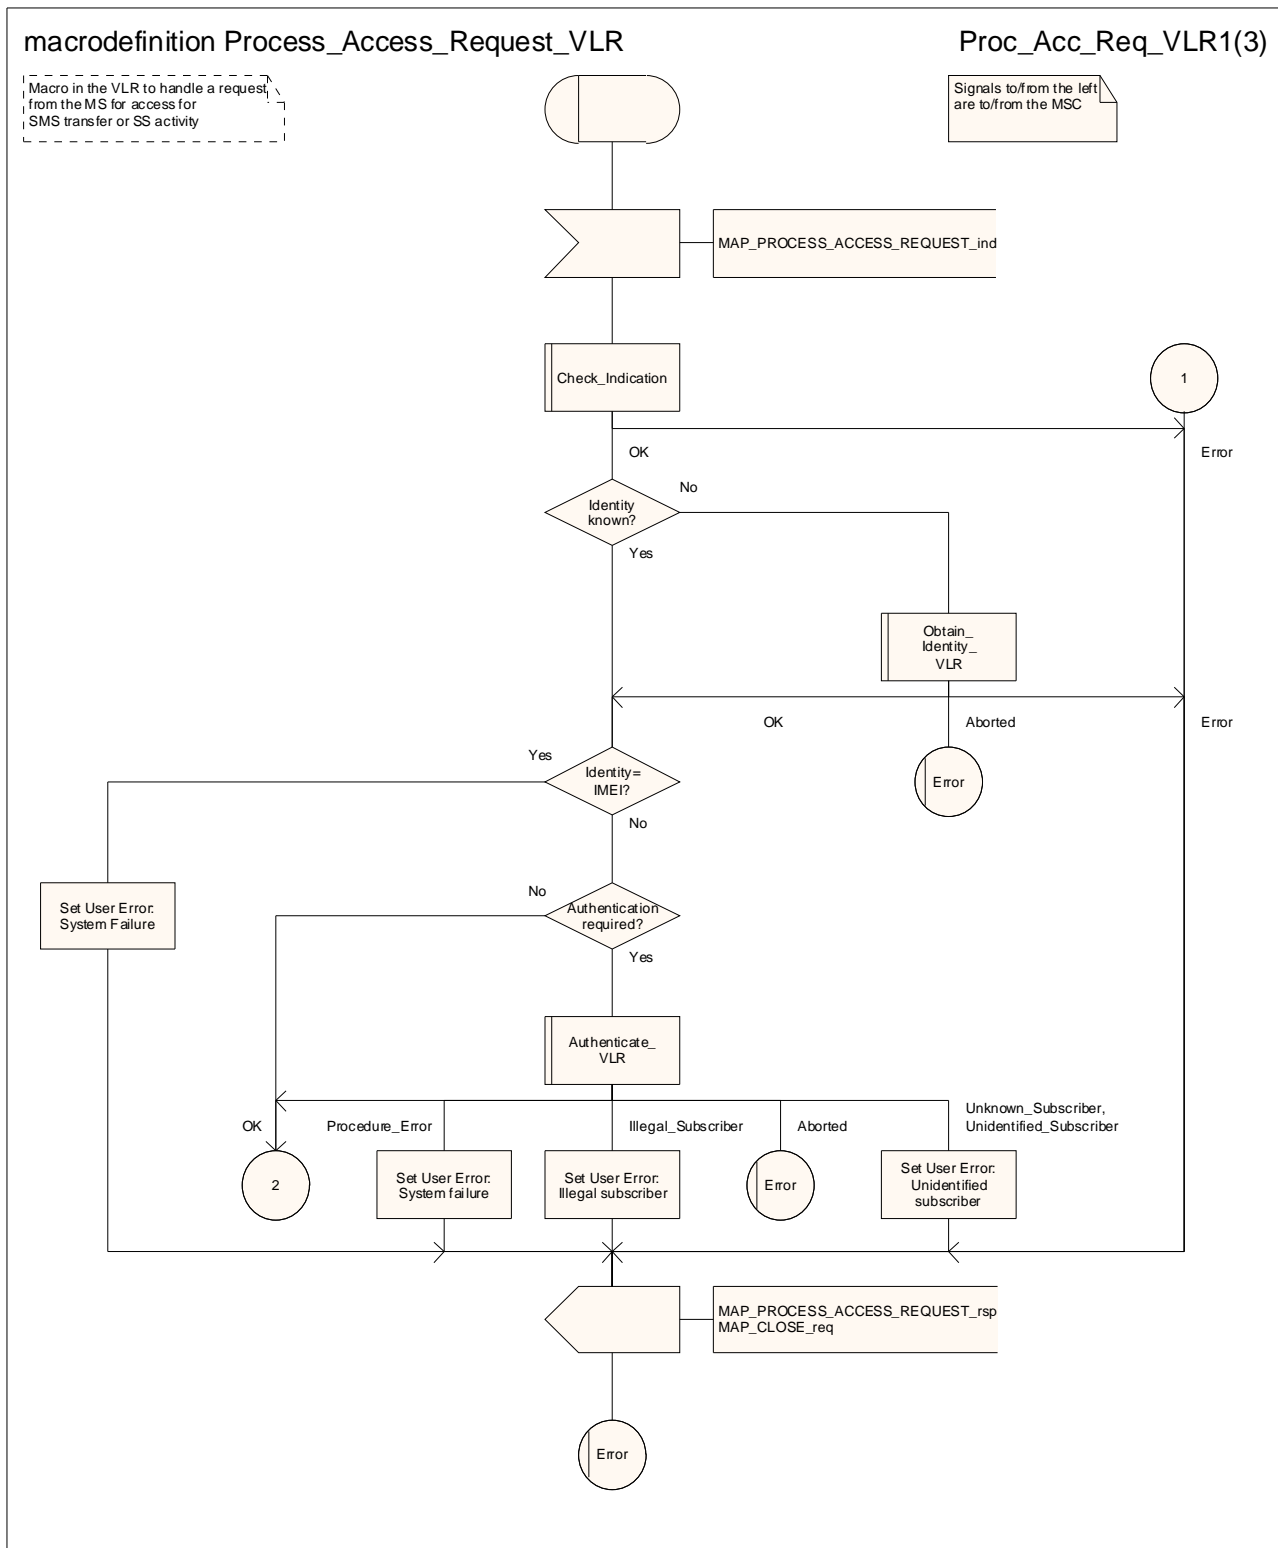 macrodefinition Process_Access_Request_VLR
Proc_Acc_Req_VLR1(3)
Macro in the VLR to handle a request
from the MS for access for
SMS transfer or SS activity
Signals to/from the left
are to/from the MSC
MAP_PROCESS_ACCESS_REQUEST_ind
Check_Indication
1
OK
Error
Identity
known?
No
Yes
Obtain_
Identity_
VLR
OK
Aborted
Error
Yes
Identity=
IMEI?
Error
No
Set User Error:
System Failure
No
Authentication
required?
Yes
Authenticate_
VLR
OK
Procedure_Error
Illegal_Subscriber
Aborted
Unknown_Subscriber,
Unidentified_Subscriber
2
Set User Error:
System failure
Set User Error:
Illegal subscriber
Error
Set User Error:
Unidentified
subscriber
MAP_PROCESS_ACCESS_REQUEST_rsp
MAP_CLOSE_req
Error